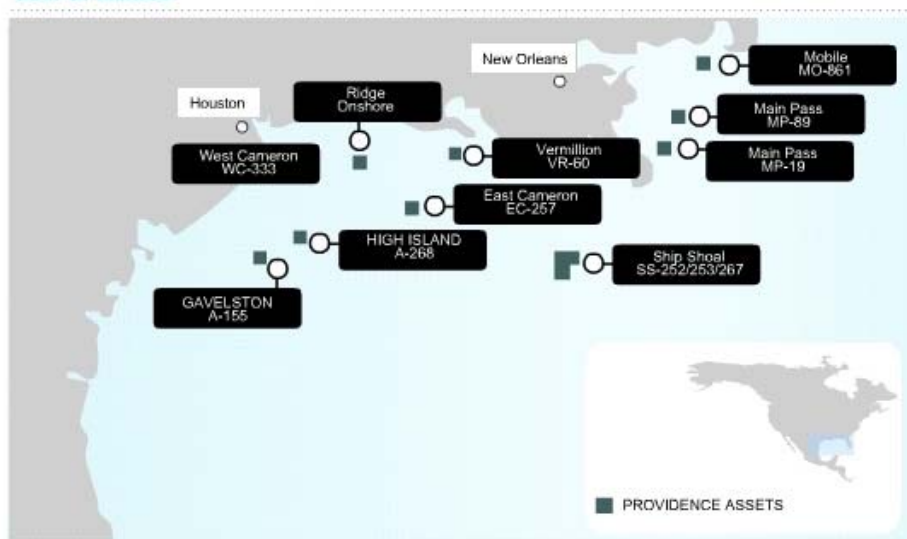 New Orleans
Mobile
MO-861
Houston
Ridge
Onshore
Main Pass
MP-89
West Cameron
WC-333
Vermillion
VR-60
Main Pass
MP-19
East Cameron
EC-257
HIGH ISLAND
A-268
Ship Shoal
SS-252/253/267
GAVELSTON
A-155
PROVIDENCE ASSETS